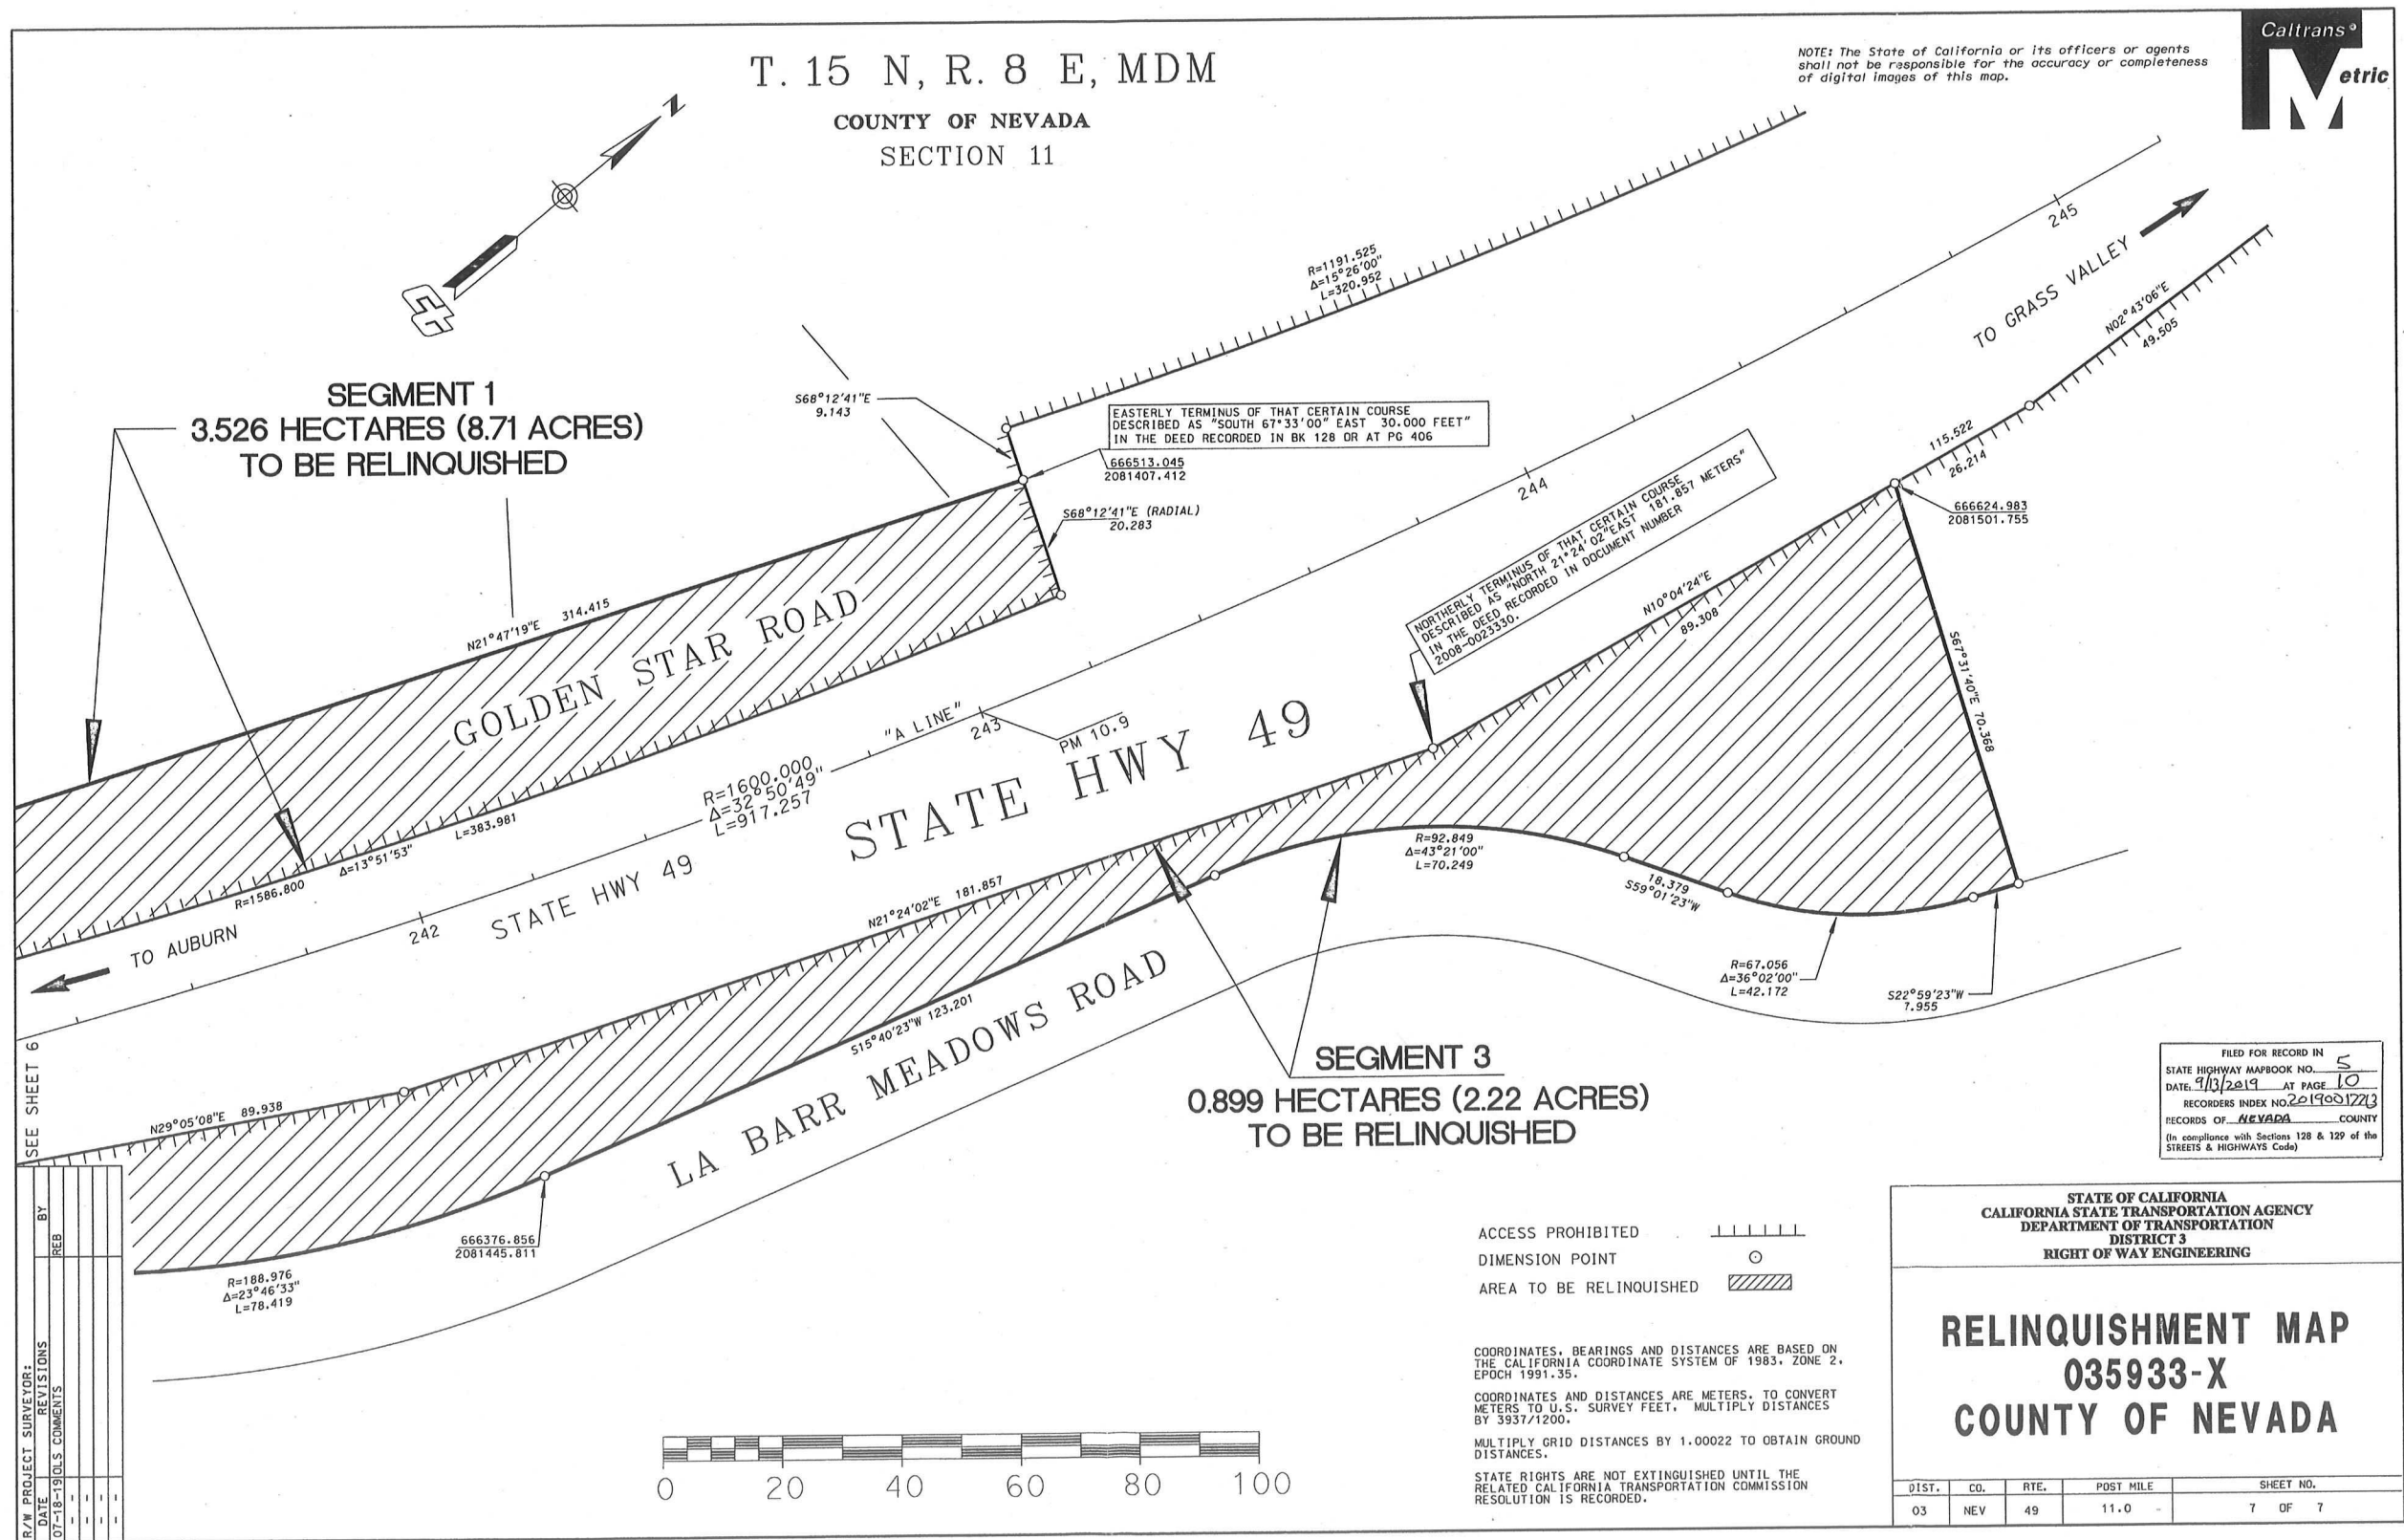 T. 15 N, R. 8 E, MDM
COUNTY OF NEVADA
SECTION 11
NOTE: The State of California or its officers or agents
shall not be responsible for the accuracy or completeness
of digital images of this map.
Caltrans
Metric
N
SEGMENT 1
3.526 HECTARES (8.71 ACRES)
TO BE RELINQUISHED
S68°12'41"E
9.143
R=1191.525
Δ=15°26'00"
L=320.952
EASTERLY TERMINUS OF THAT CERTAIN COURSE
DESCRIBED AS "SOUTH 67°33'00" EAST 30.000 FEET"
IN THE DEED RECORDED IN BK 128 OR AT PG 406
666513.045
2081407.412
S68°12'41"E (RADIAL)
20.283
245
TO GRASS VALLEY
N02°43'06"E
49.505
115.522
26.214
666624.983
2081501.755
244
NORTHERLY TERMINUS OF THAT CERTAIN COURSE
DESCRIBED AS "NORTH 21°24'02"EAST 181.857 METERS"
IN THE DEED RECORDED IN DOCUMENT NUMBER
2008-0023330.
N10°04'24"E
89.308
S67°31'40"E 70.368
N21°47'19"E 314.415
GOLDEN STAR ROAD
"A LINE"
243
PM 10.9
R=1600.000
Δ=32°50'49"
L=917.257
STATE HWY 49
L=383.981
Δ=13°51'53"
R=1586.800
242
STATE HWY 49
TO AUBURN
R=92.849
Δ=43°21'00"
L=70.249
18.379
S59°01'23"W
R=67.056
Δ=36°02'00"
L=42.172
S22°59'23"W
7.955
N21°24'02"E 181.857
S15°40'23"W 123.201
LA BARR MEADOWS ROAD
SEGMENT 3
0.899 HECTARES (2.22 ACRES)
TO BE RELINQUISHED
SEE SHEET 6
N29°05'08"E 89.938
666376.856
2081445.811
R=188.976
Δ=23°46'33"
L=78.419
FILED FOR RECORD IN
STATE HIGHWAY MAPBOOK NO. 5
DATE: 9/13/2019 AT PAGE 10
RECORDERS INDEX NO.
RECORDS OF NEVADA COUNTY
(In compliance with Sections 128 & 129 of the
STREETS & HIGHWAYS Code)
ACCESS PROHIBITED
DIMENSION POINT
AREA TO BE RELINQUISHED
COORDINATES, BEARINGS AND DISTANCES ARE BASED ON
THE CALIFORNIA COORDINATE SYSTEM OF 1983, ZONE 2,
EPOCH 1991.35.
COORDINATES AND DISTANCES ARE METERS. TO CONVERT
METERS TO U.S. SURVEY FEET, MULTIPLY DISTANCES
BY 3937/1200.
MULTIPLY GRID DISTANCES BY 1.00022 TO OBTAIN GROUND
DISTANCES.
STATE RIGHTS ARE NOT EXTINGUISHED UNTIL THE
RELATED CALIFORNIA TRANSPORTATION COMMISSION
RESOLUTION IS RECORDED.
0 20 40 60 80 100
STATE OF CALIFORNIA
CALIFORNIA STATE TRANSPORTATION AGENCY
DEPARTMENT OF TRANSPORTATION
DISTRICT 3
RIGHT OF WAY ENGINEERING
RELINQUISHMENT MAP
035933-X
COUNTY OF NEVADA
DIST. CO. RTE. POST MILE SHEET NO.
03 NEV 49 11.0 - 7 OF 7
R/W PROJECT SURVEYOR:
DATE REVISIONS BY
07-18-19 OLS COMMENTS REB
- -
- -
- -
- -